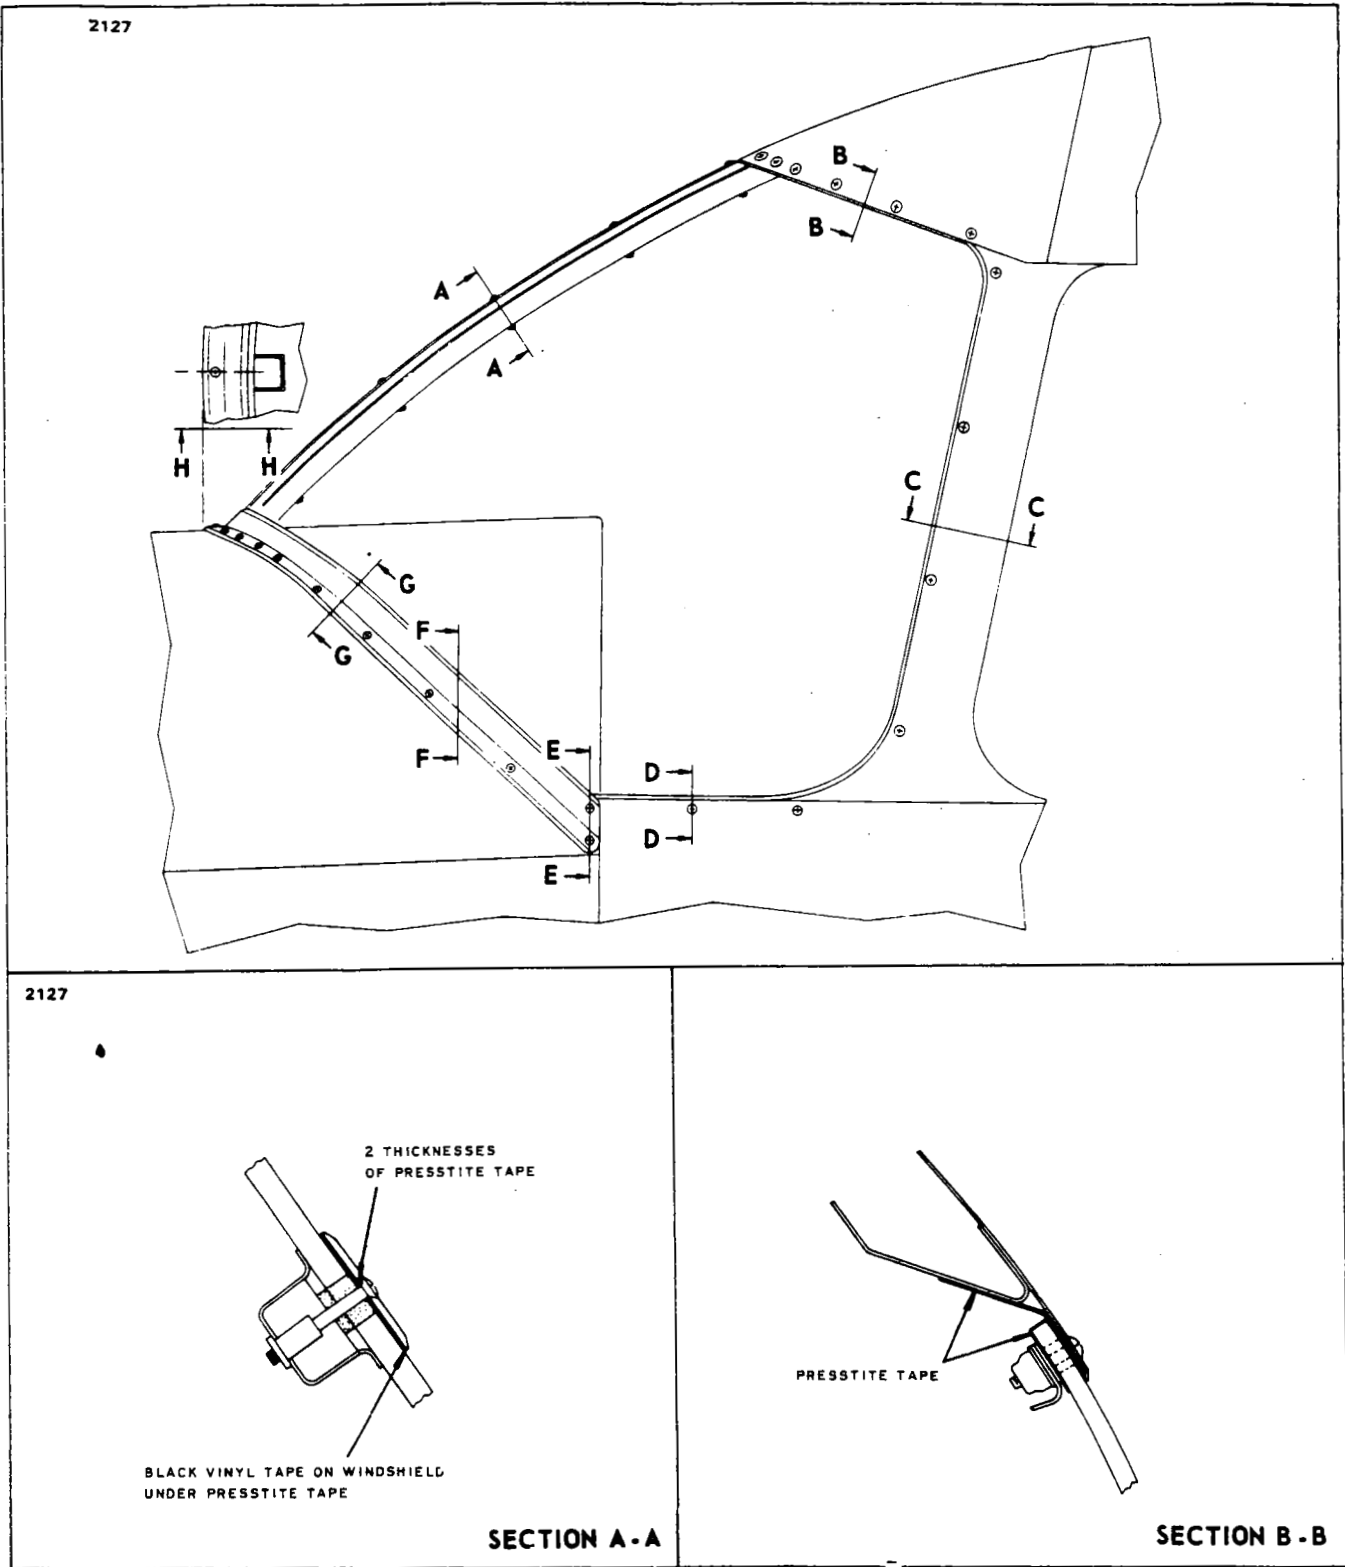 2127
B
B
A
A
H
H
C
C
G
G
F
F
E
E
D
D
2127
2 THICKNESSES
OF PRESSTITE TAPE
BLACK VINYL TAPE ON WINDSHIELD
UNDER PRESSTITE TAPE
SECTION A-A
PRESSTITE TAPE
SECTION B-B